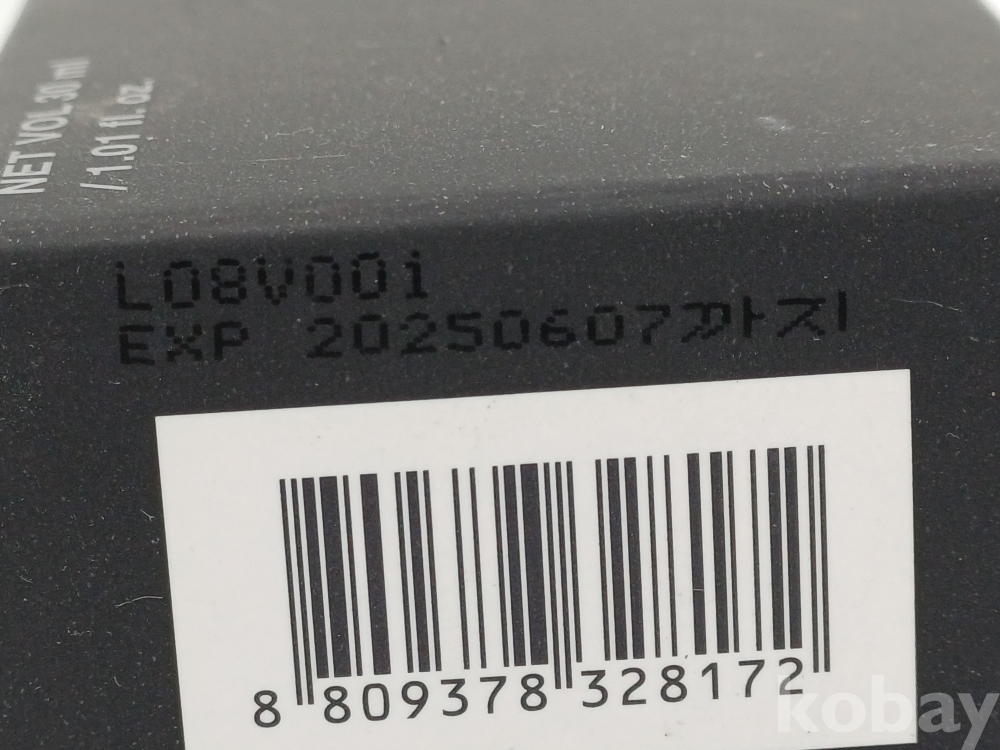 NET VOL 30 ml
/ 1.01 fl. oz.
L08V001
EXP 20250607까지
8 809378 328172
kobay